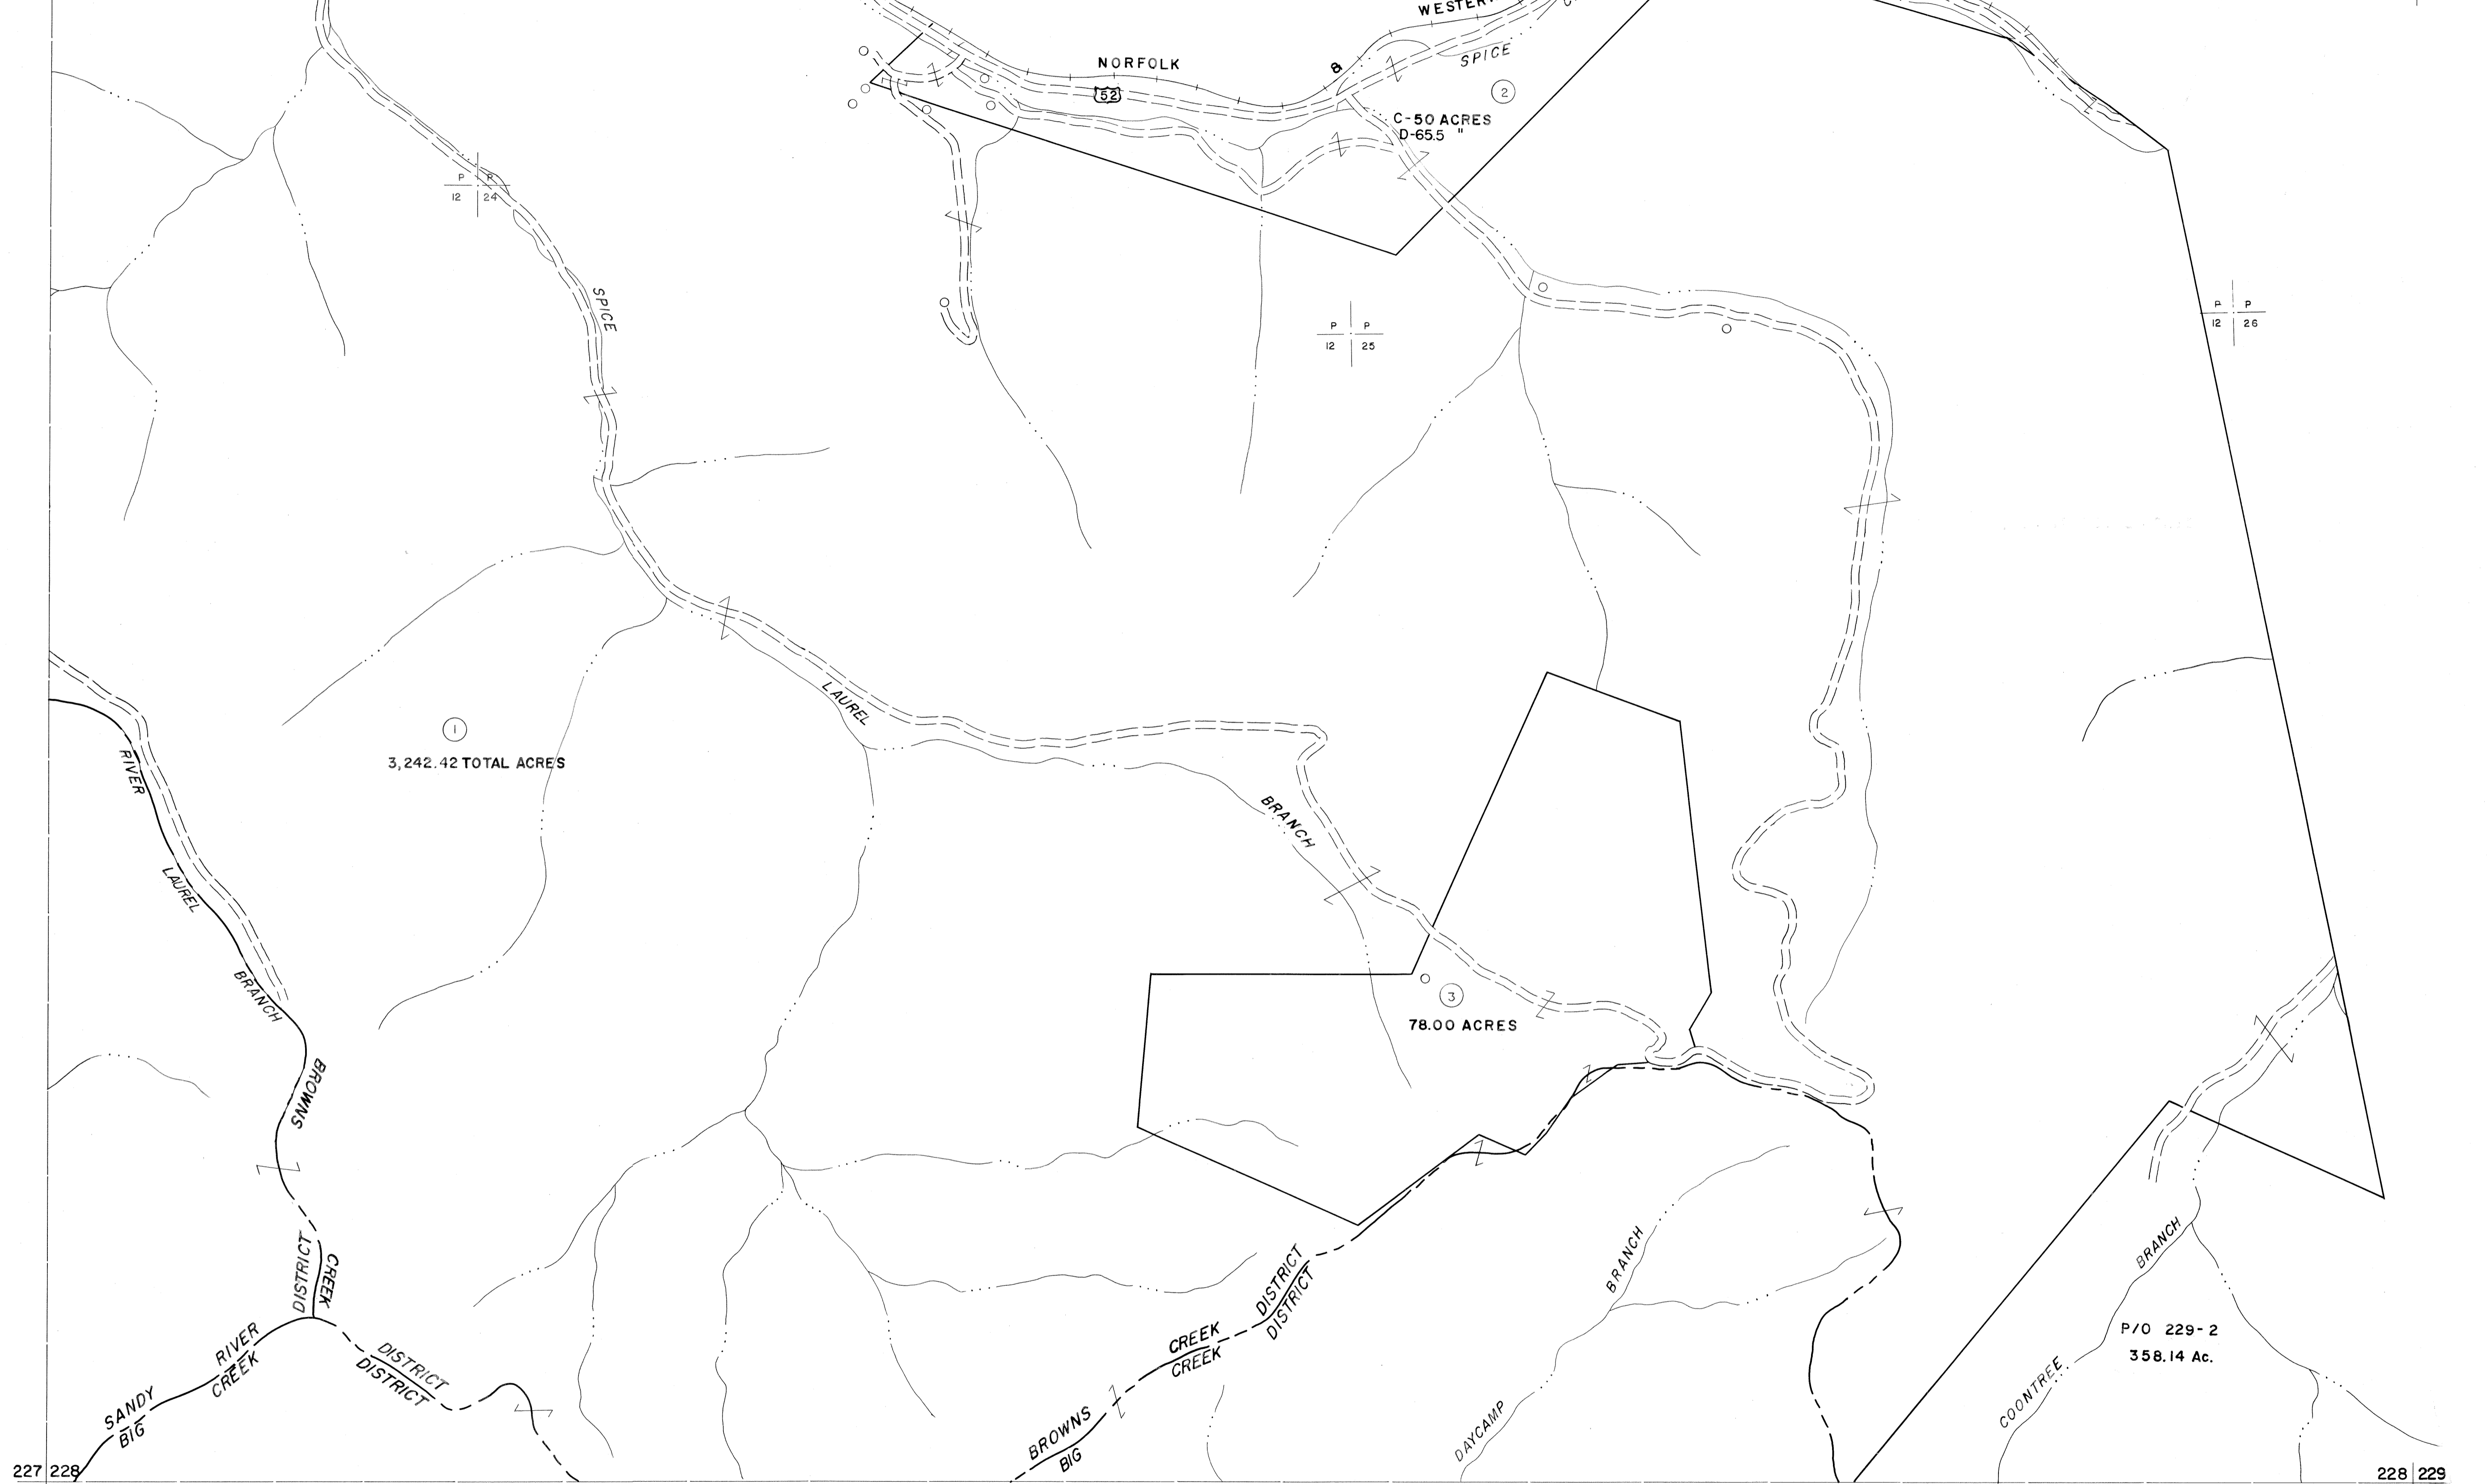 WESTERN
NORFOLK
&
SPICE
52
2
C-50 ACRES
D-65.5 "
P P
12 24
SPICE
P P
12 25
P P
12 26
LAUREL
1
3,242.42 TOTAL ACRES
RIVER
LAUREL
BRANCH
BRANCH
3
78.00 ACRES
BROWNS
CREEK
DISTRICT
RIVER
CREEK
SANDY
BIG
DISTRICT
DISTRICT
DISTRICT
DISTRICT
CREEK
CREEK
BROWNS
BIG
BRANCH
DAYCAMP
BRANCH
COONTREE
P/O 229-2
358.14 Ac.
227 228
228 229